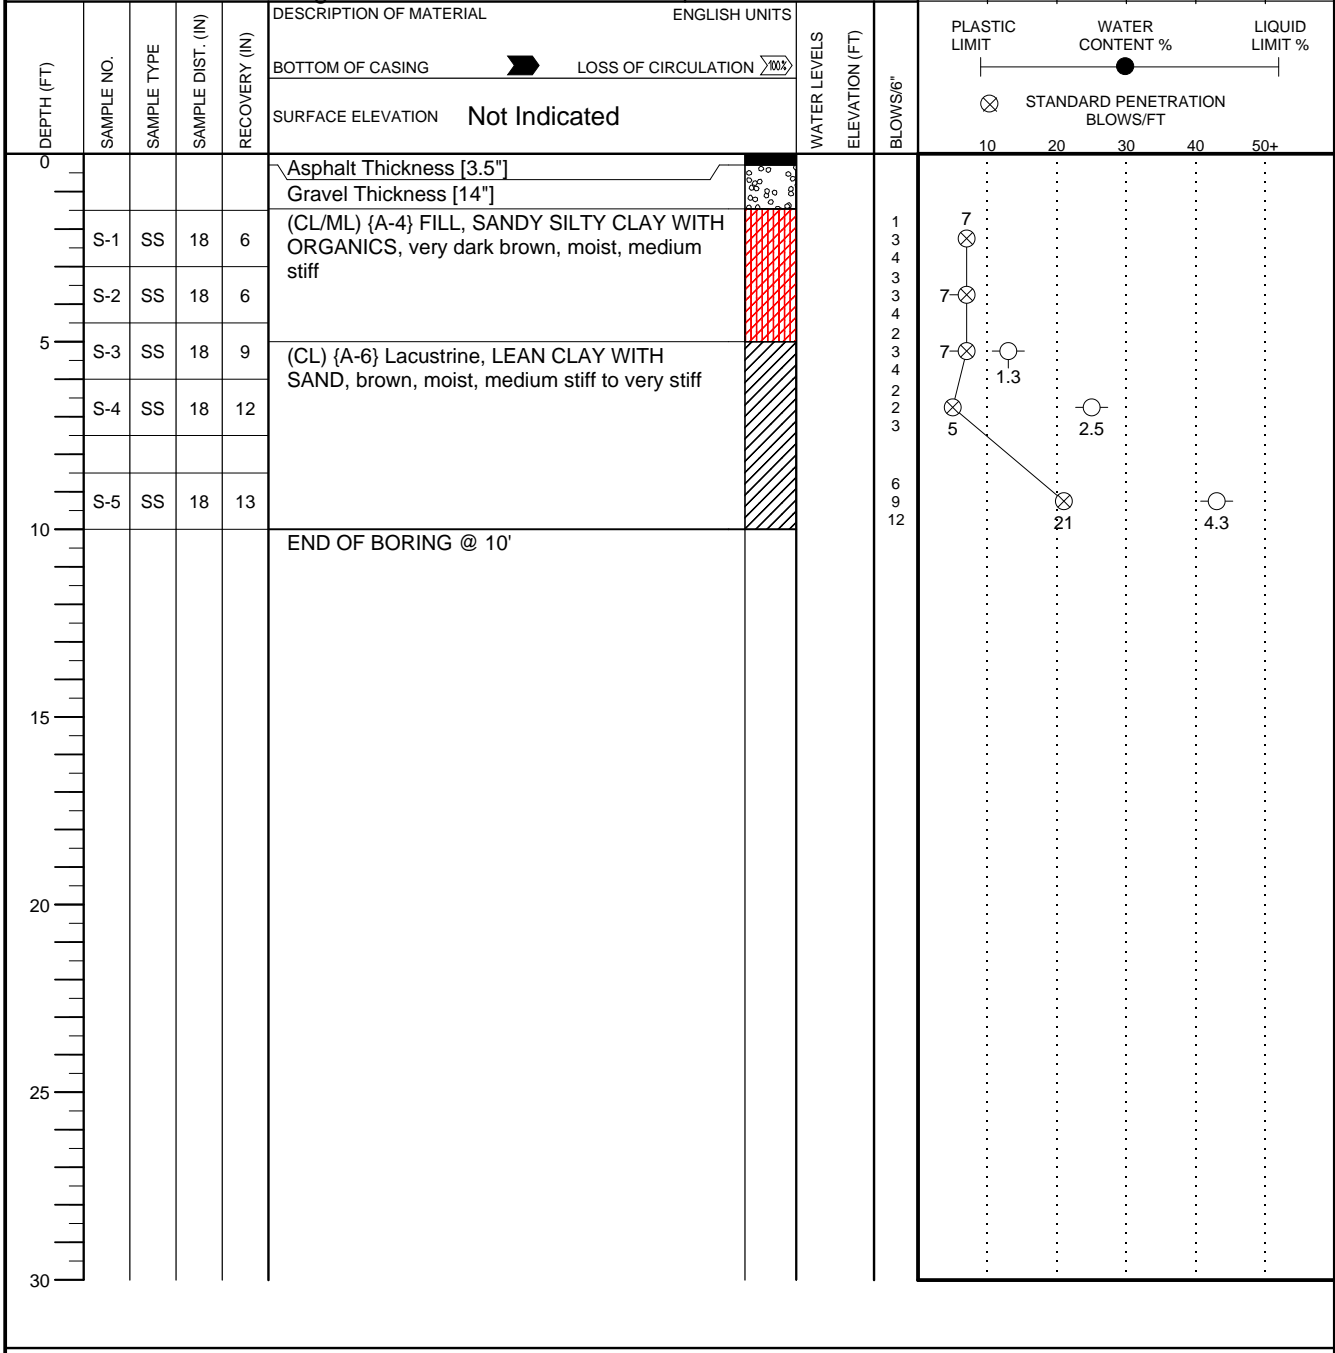 DESCRIPTION OF MATERIAL ENGLISH UNITS
BOTTOM OF CASING LOSS OF CIRCULATION 100%
SURFACE ELEVATION Not Indicated
DEPTH (FT)
SAMPLE NO.
SAMPLE TYPE
SAMPLE DIST. (IN)
RECOVERY (IN)
WATER LEVELS
ELEVATION (FT)
BLOWS/6"
PLASTIC LIMIT
WATER CONTENT %
LIQUID LIMIT %
STANDARD PENETRATION
BLOWS/FT
10 20 30 40 50+
0
Asphalt Thickness [3.5"]
Gravel Thickness [14"]
(CL/ML) {A-4} FILL, SANDY SILTY CLAY WITH
ORGANICS, very dark brown, moist, medium
stiff
S-1 SS 18 6
1
3
4
7
S-2 SS 18 6
3
3
4
7
5
S-3 SS 18 9
(CL) {A-6} Lacustrine, LEAN CLAY WITH
SAND, brown, moist, medium stiff to very stiff
2
3
4
7
1.3
S-4 SS 18 12
2
2
3
5
2.5
S-5 SS 18 13
6
9
12
21
4.3
10
END OF BORING @ 10'
15
20
25
30